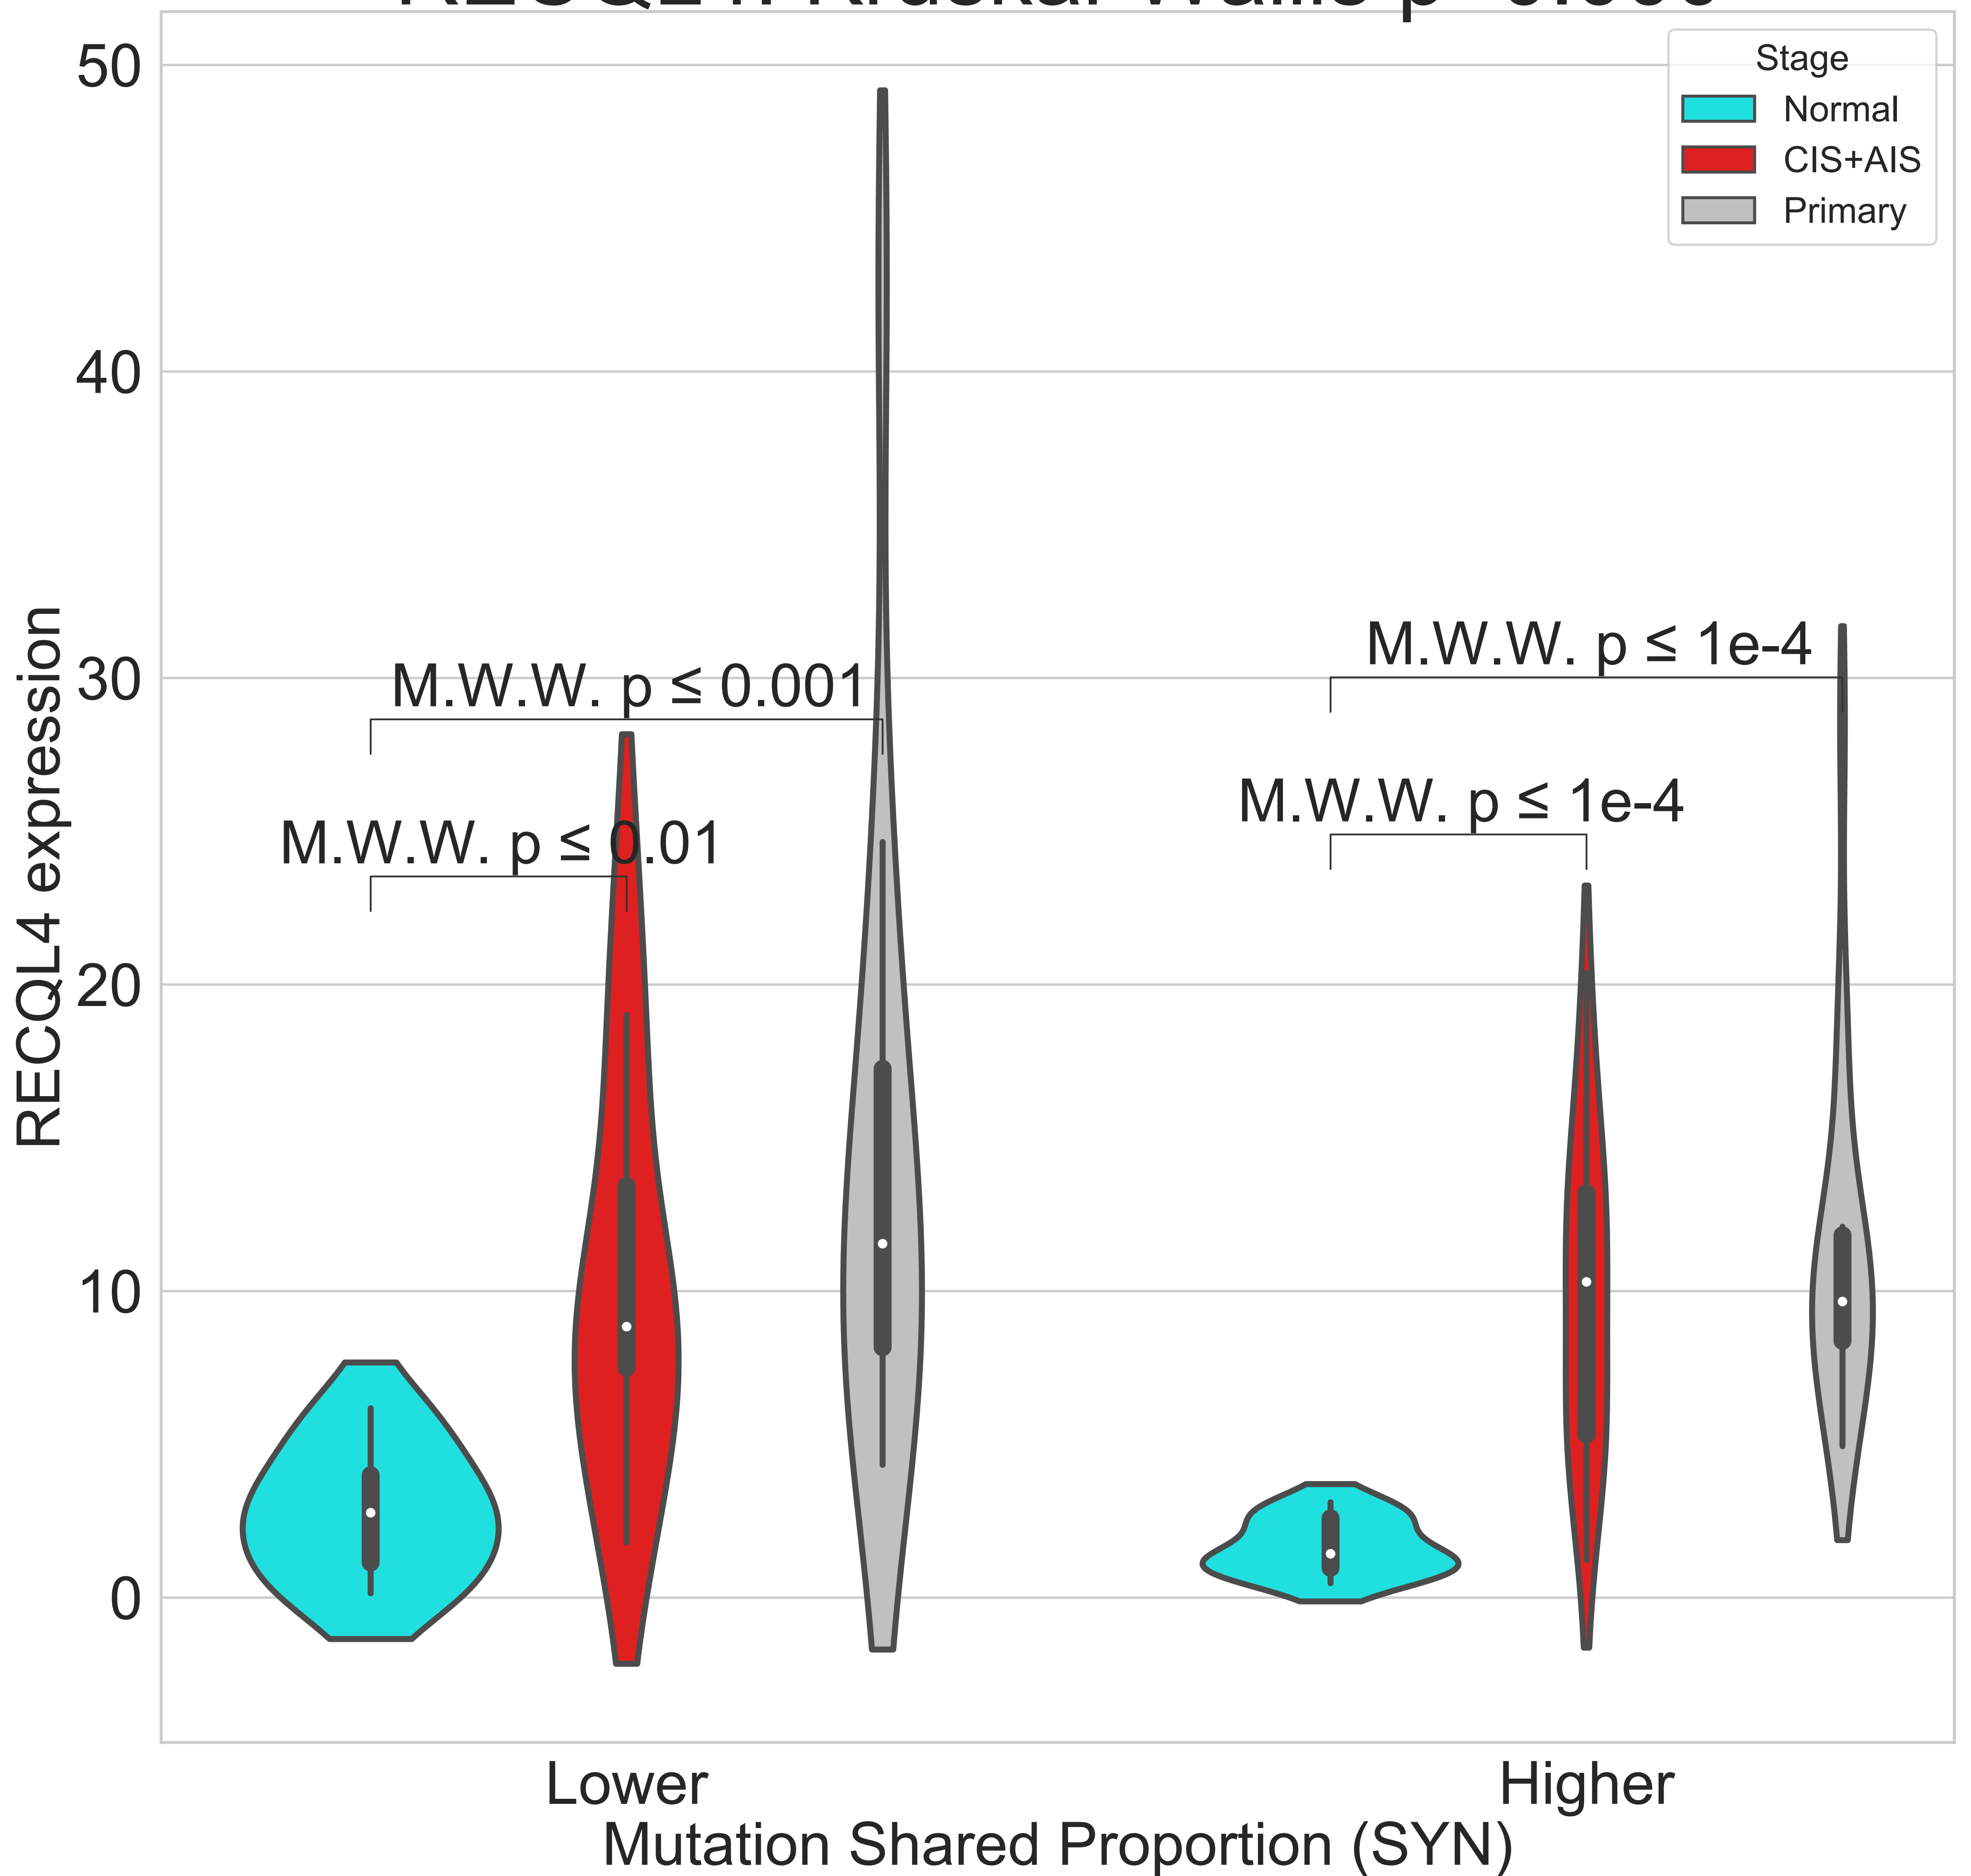 50
Stage
Normal
CIS+AIS
Primary
40
30
20
10
0
RECQL4 expression
M.W.W. p ≤ 0.001
M.W.W. p ≤ 0.01
M.W.W. p ≤ 1e-4
M.W.W. p ≤ 1e-4
Lower
Higher
Mutation Shared Proportion (SYN)